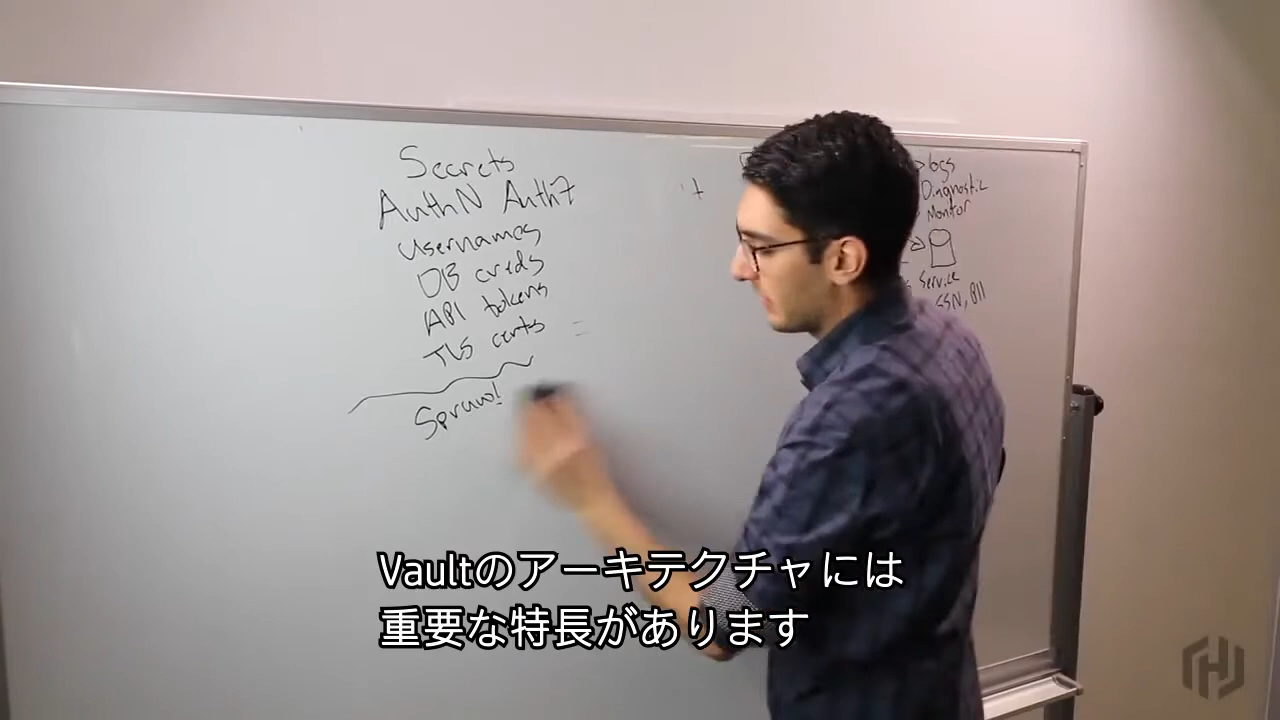 Secrets
AuthN AuthZ
Usernames
DB creds
API tokens
TLS certs
Sprawl!
logs
Diagnostic
Monitor
Service
SSN, PII
Vaultのアーキテクチャには
重要な特長があります